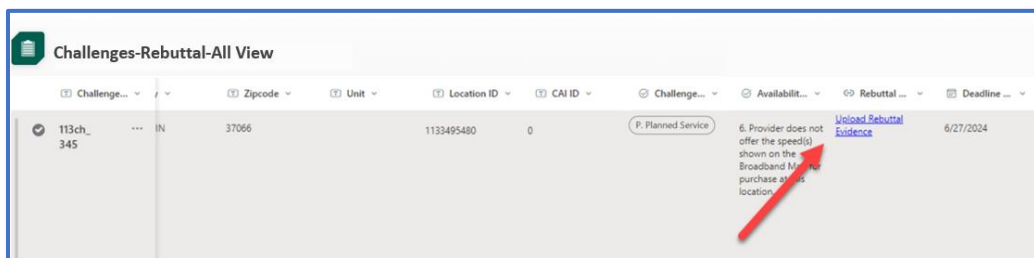 Challenges-Rebuttal-All View
Challenge... Zipcode Unit Location ID CAI ID Challenge... Availabilit... Rebuttal ... Deadline ...
113ch_ ... IN 37066 1133495480 0 P. Planned Service 6. Provider does not Upload Rebuttal 6/27/2024
345 offer the speed(s) Evidence
shown on the
Broadband for
purchase at
location.